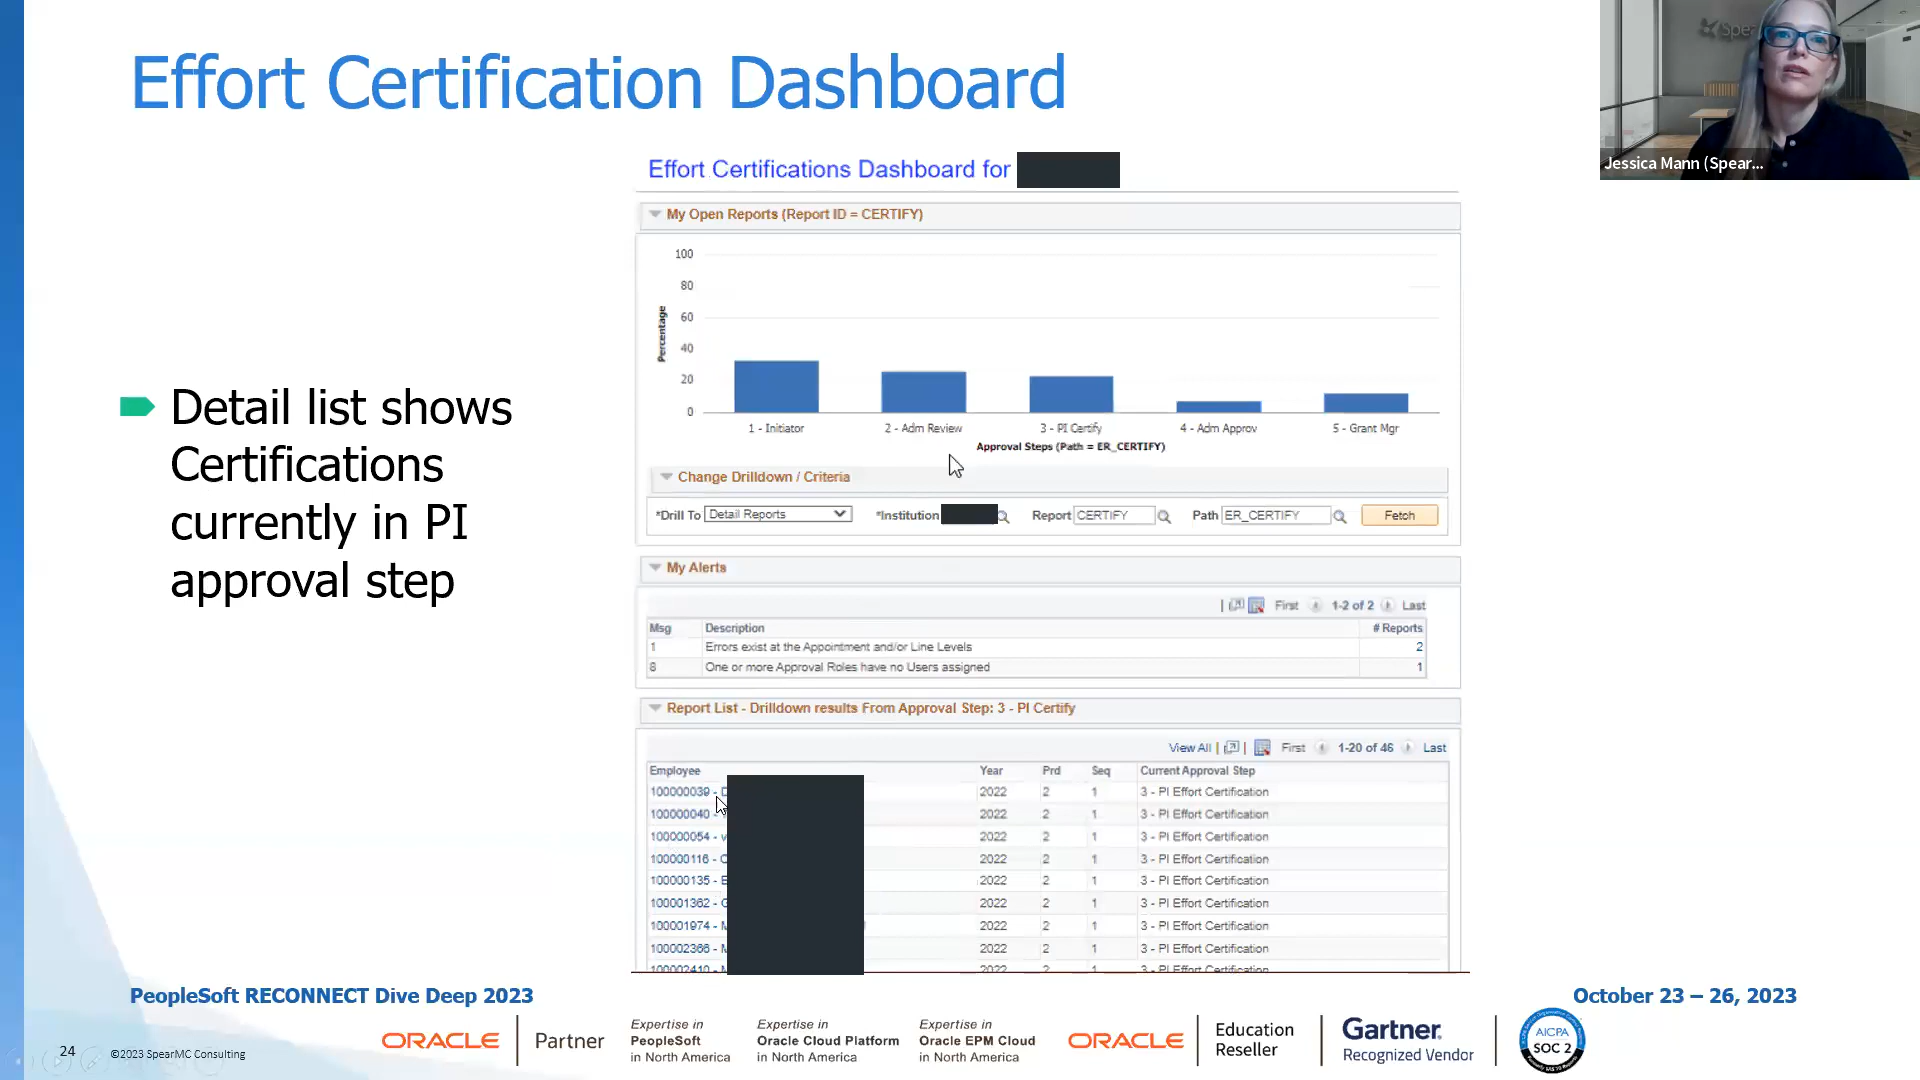 Effort Certification Dashboard
Jessica Mann (Spear...
Effort Certifications Dashboard for
My Open Reports (Report ID = CERTIFY)
100
80
60
40
20
0
Percentage
1 - Initiator
2 - Adm Review
3 - PI Certify
4 - Adm Approv
5 - Grant Mgr
Approval Steps (Path = ER_CERTIFY)
Detail list shows
Certifications
currently in PI
approval step
Change Drilldown / Criteria
*Drill To Detail Reports *Institution Report CERTIFY Path ER_CERTIFY Fetch
My Alerts
First 1-2 of 2 Last
Msg Description # Reports
1 Errors exist at the Appointment and/or Line Levels 2
8 One or more Approval Roles have no Users assigned 1
Report List - Drilldown results From Approval Step: 3 - PI Certify
View All | First 1-20 of 46 Last
Employee Year Prd Seq Current Approval Step
100000039 - 2022 2 1 3 - PI Effort Certification
100000040 - 2022 2 1 3 - PI Effort Certification
100000054 - 2022 2 1 3 - PI Effort Certification
100000116 - 2022 2 1 3 - PI Effort Certification
100000135 - 2022 2 1 3 - PI Effort Certification
100001362 - 2022 2 1 3 - PI Effort Certification
100001974 - 2022 2 1 3 - PI Effort Certification
100002366 - 2022 2 1 3 - PI Effort Certification
100002410 - 2022 2 1 3 - PI Effort Certification
PeopleSoft RECONNECT Dive Deep 2023
October 23 – 26, 2023
24
©2023 SpearMC Consulting
ORACLE Partner
Expertise in
PeopleSoft
in North America
Expertise in
Oracle Cloud Platform
in North America
Expertise in
Oracle EPM Cloud
in North America
ORACLE
Education
Reseller
Gartner
Recognized Vendor
AICPA
SOC 2